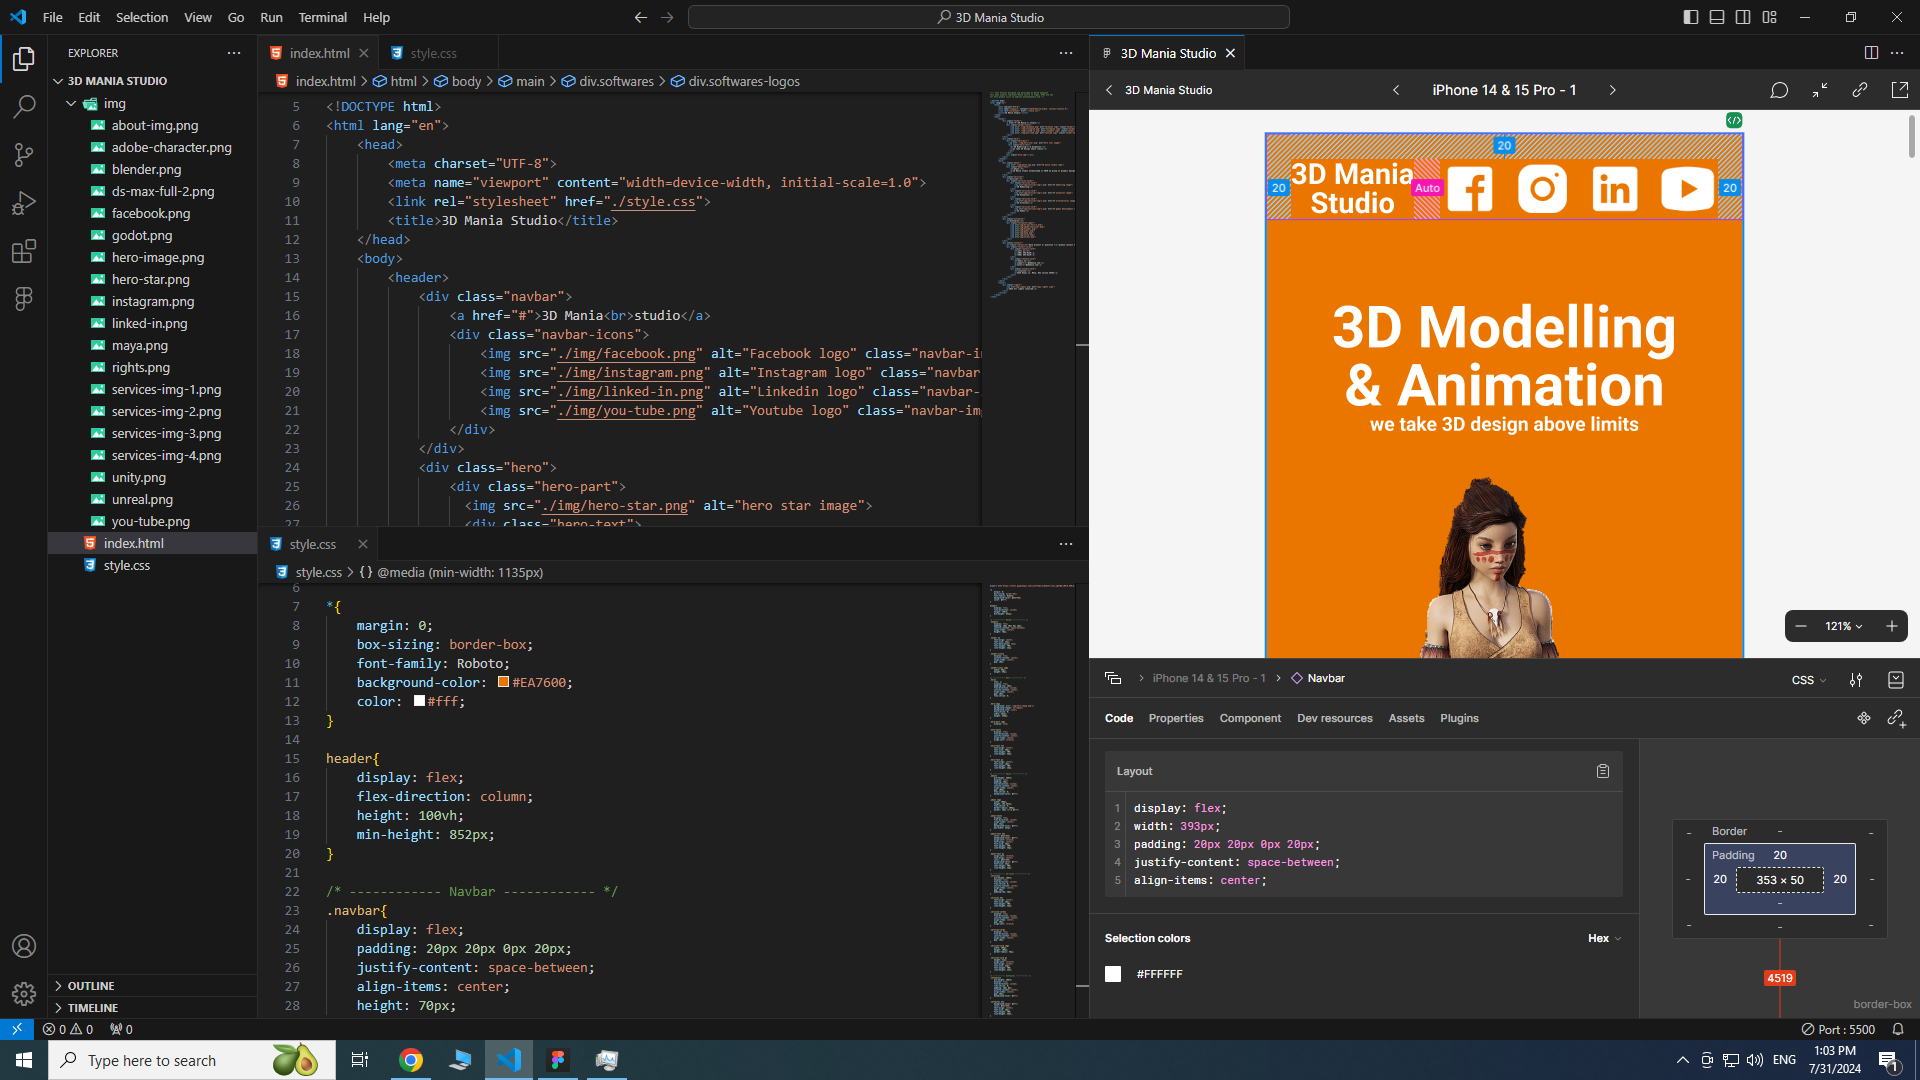 File Edit Selection View Go Run Terminal Help
3D Mania Studio
EXPLORER
3D MANIA STUDIO
img
about-img.png
adobe-character.png
blender.png
ds-max-full-2.png
facebook.png
godot.png
hero-image.png
hero-star.png
instagram.png
linked-in.png
maya.png
rights.png
services-img-1.png
services-img-2.png
services-img-3.png
services-img-4.png
unity.png
unreal.png
you-tube.png
index.html
style.css
OUTLINE
TIMELINE
index.html
style.css
index.html > html > body > main > div.softwares > div.softwares-logos
5 <!DOCTYPE html>
6 <html lang="en">
7 <head>
8 <meta charset="UTF-8">
9 <meta name="viewport" content="width=device-width, initial-scale=1.0">
10 <link rel="stylesheet" href="./style.css">
11 <title>3D Mania Studio</title>
12 </head>
13 <body>
14 <header>
15 <div class="navbar">
16 <a href="#">3D Mania<br>studio</a>
17 <div class="navbar-icons">
18 <img src="./img/facebook.png" alt="Facebook logo" class="navbar-i
19 <img src="./img/instagram.png" alt="Instagram logo" class="navbar
20 <img src="./img/linked-in.png" alt="Linkedin logo" class="navbar-
21 <img src="./img/you-tube.png" alt="Youtube logo" class="navbar-im
22 </div>
23 </div>
24 <div class="hero">
25 <div class="hero-part">
26 <img src="./img/hero-star.png" alt="hero star image">
27 <div class="hero-text">
style.css
style.css > {} @media (min-width: 1135px)
6
7 *{
8 margin: 0;
9 box-sizing: border-box;
10 font-family: Roboto;
11 background-color: #EA7600;
12 color: #fff;
13 }
14
15 header{
16 display: flex;
17 flex-direction: column;
18 height: 100vh;
19 min-height: 852px;
20 }
21
22 /* ------------ Navbar ------------ */
23 .navbar{
24 display: flex;
25 padding: 20px 20px 0px 20px;
26 justify-content: space-between;
27 align-items: center;
28 height: 70px;
3D Mania Studio
3D Mania Studio
iPhone 14 & 15 Pro - 1
20
20
3D Mania
Studio
Auto
20
3D Modelling
& Animation
we take 3D design above limits
121%
iPhone 14 & 15 Pro - 1 > Navbar
CSS
Code Properties Component Dev resources Assets Plugins
Layout
1 display: flex;
2 width: 393px;
3 padding: 20px 20px 0px 20px;
4 justify-content: space-between;
5 align-items: center;
Selection colors
Hex
#FFFFFF
Border -
Padding 20
- 20 353 × 50 20 -
-
4519
border-box
0 0 0
Port : 5500
Type here to search
ENG
1:03 PM
7/31/2024
1